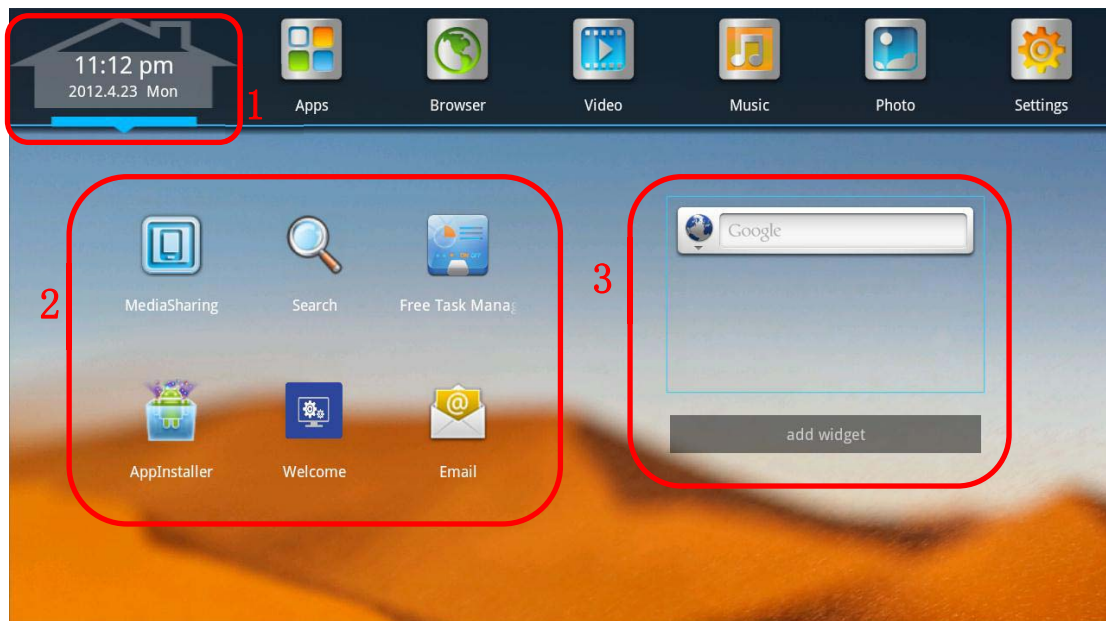 11:12 pm
2012.4.23 Mon
1
Apps
Browser
Video
Music
Photo
Settings
2
MediaSharing
Search
Free Task Manag
3
Google
AppInstaller
Welcome
Email
add widget